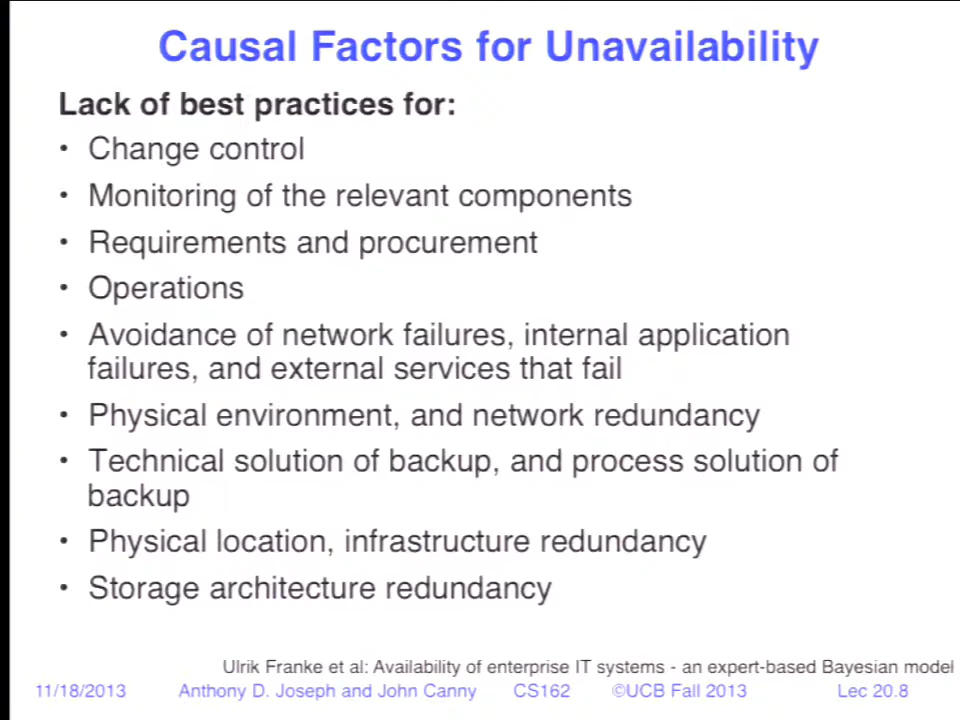 Causal Factors for Unavailability
Lack of best practices for:
• Change control
• Monitoring of the relevant components
• Requirements and procurement
• Operations
• Avoidance of network failures, internal application
failures, and external services that fail
• Physical environment, and network redundancy
• Technical solution of backup, and process solution of
backup
• Physical location, infrastructure redundancy
• Storage architecture redundancy
Ulrik Franke et al: Availability of enterprise IT systems - an expert-based Bayesian model
11/18/2013 Anthony D. Joseph and John Canny CS162 ©UCB Fall 2013 Lec 20.8